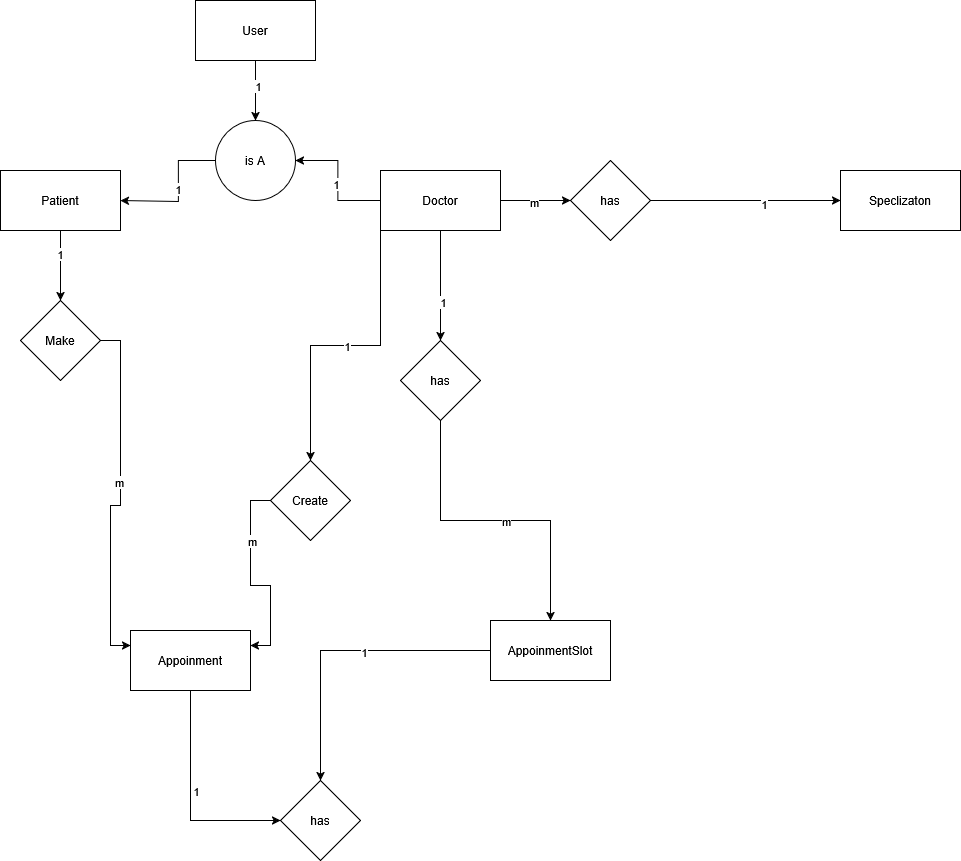 User
1
is A
1
1
Patient
Doctor
m
has
1
Speclizaton
1
1
Make
1
has
m
Create
m
m
Appoinment
AppoinmentSlot
1
1
has